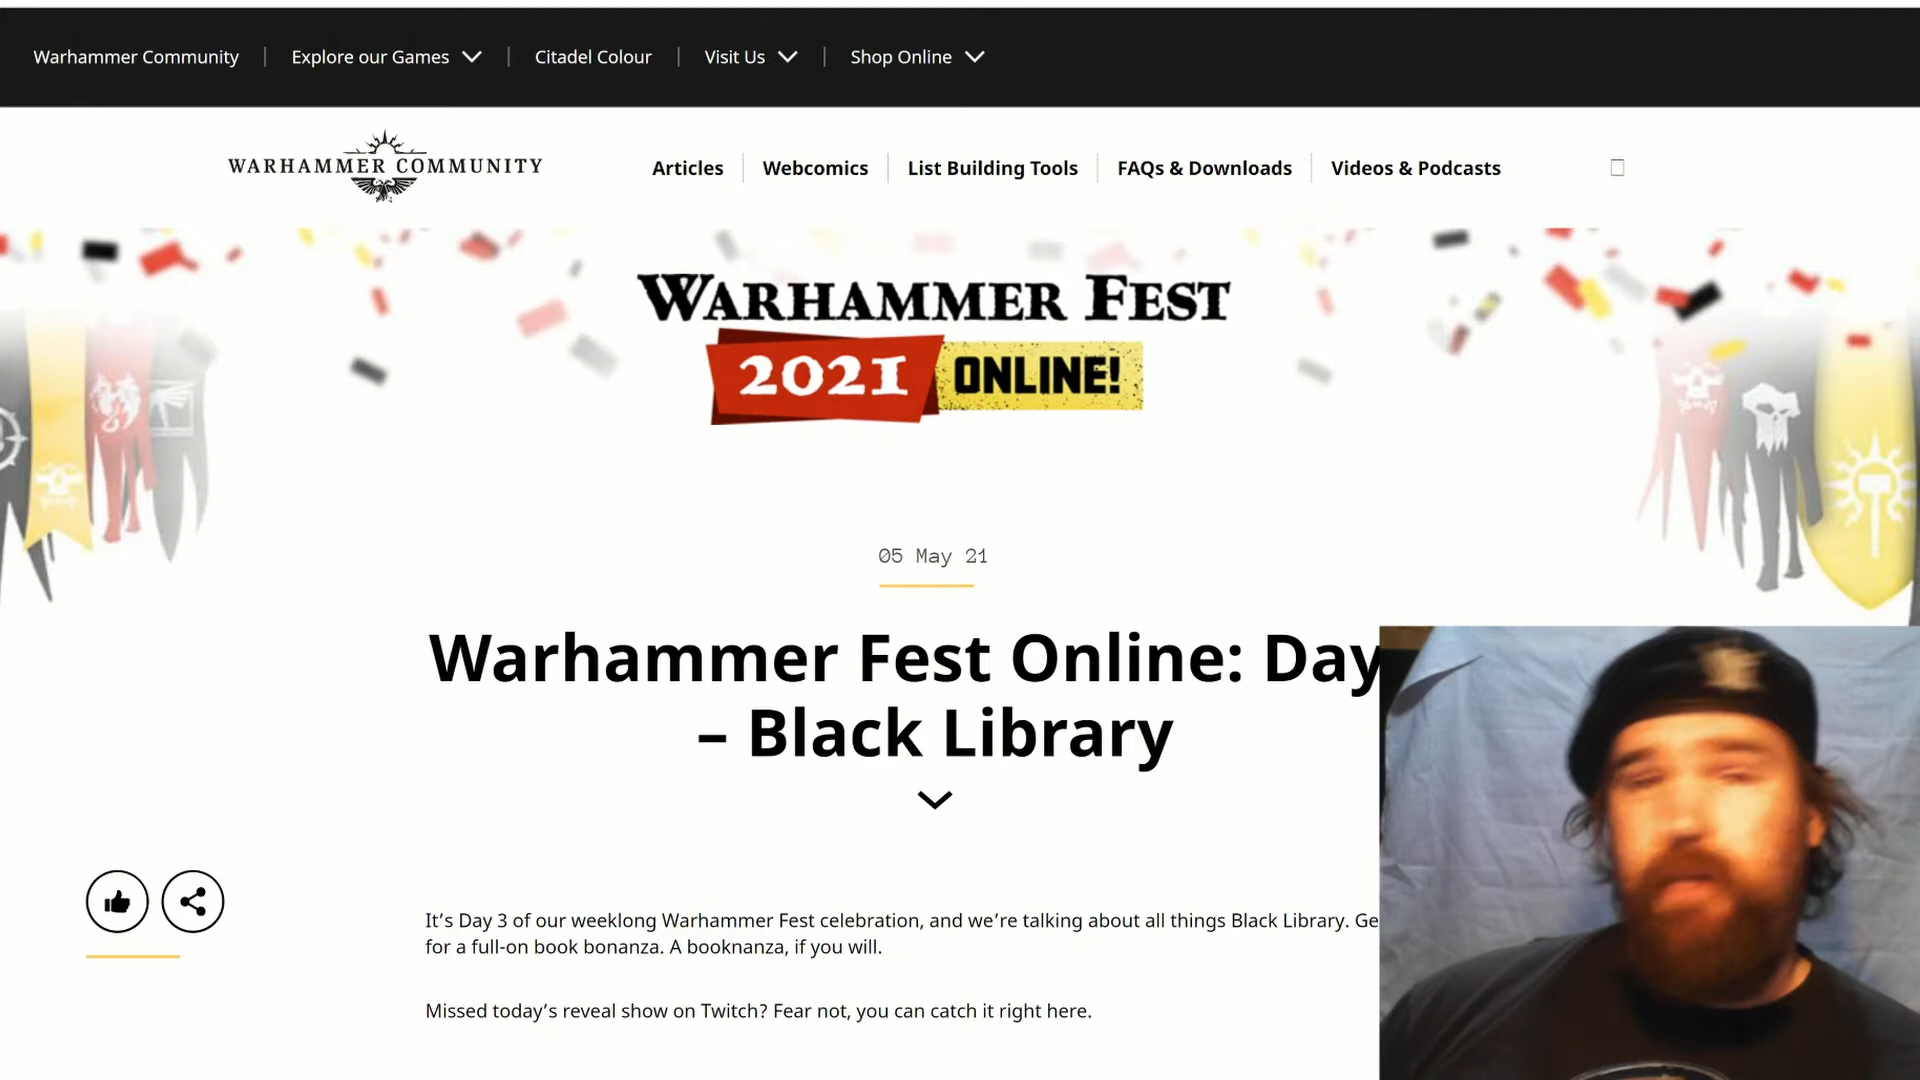 Warhammer Community
Explore our Games
Citadel Colour
Visit Us
Shop Online
WARHAMMER COMMUNITY
Articles
Webcomics
List Building Tools
FAQs & Downloads
Videos & Podcasts
WARHAMMER FEST
2021 ONLINE!
05 May 21
Warhammer Fest Online: Day
– Black Library
It’s Day 3 of our weeklong Warhammer Fest celebration, and we’re talking about all things Black Library. Ge
for a full-on book bonanza. A booknanza, if you will.
Missed today’s reveal show on Twitch? Fear not, you can catch it right here.